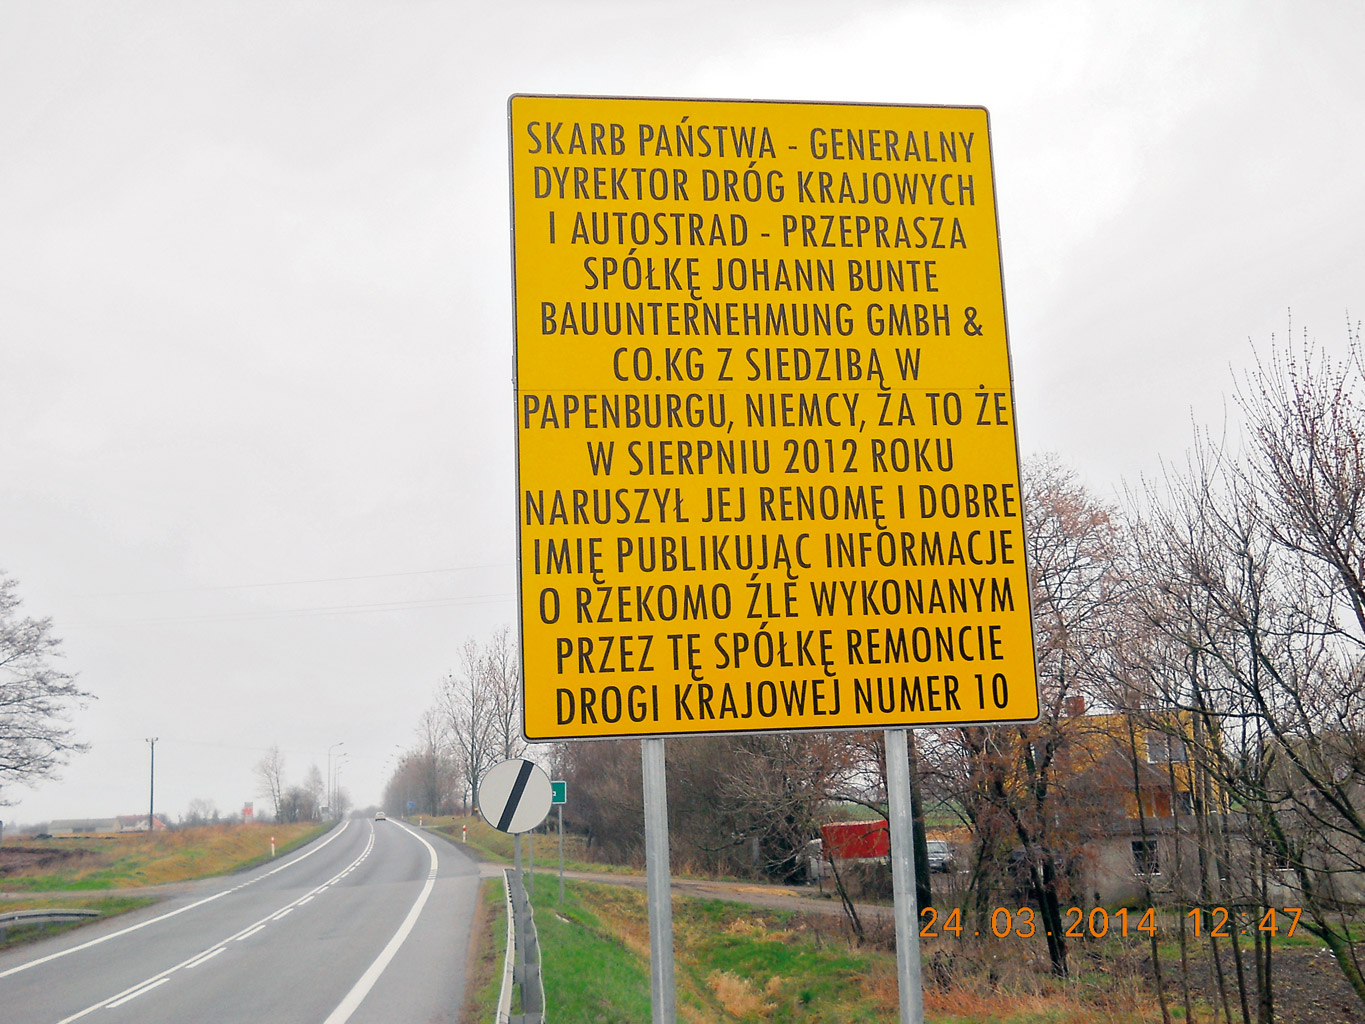 SKARB PAŃSTWA - GENERALNY
DYREKTOR DRÓG KRAJOWYCH
I AUTOSTRAD - PRZEPRASZA
SPÓŁKĘ JOHANN BUNTE
BAUUNTERNEHMUNG GMBH &
CO.KG Z SIEDZIBĄ W
PAPENBURGU, NIEMCY, ZA TO ŻE
W SIERPNIU 2012 ROKU
NARUSZYŁ JEJ RENOMĘ I DOBRE
IMIĘ PUBLIKUJĄC INFORMACJE
O RZEKOMO ŹLE WYKONANYM
PRZEZ TĘ SPÓŁKĘ REMONCIE
DROGI KRAJOWEJ NUMER 10
24.03.2014 12:47